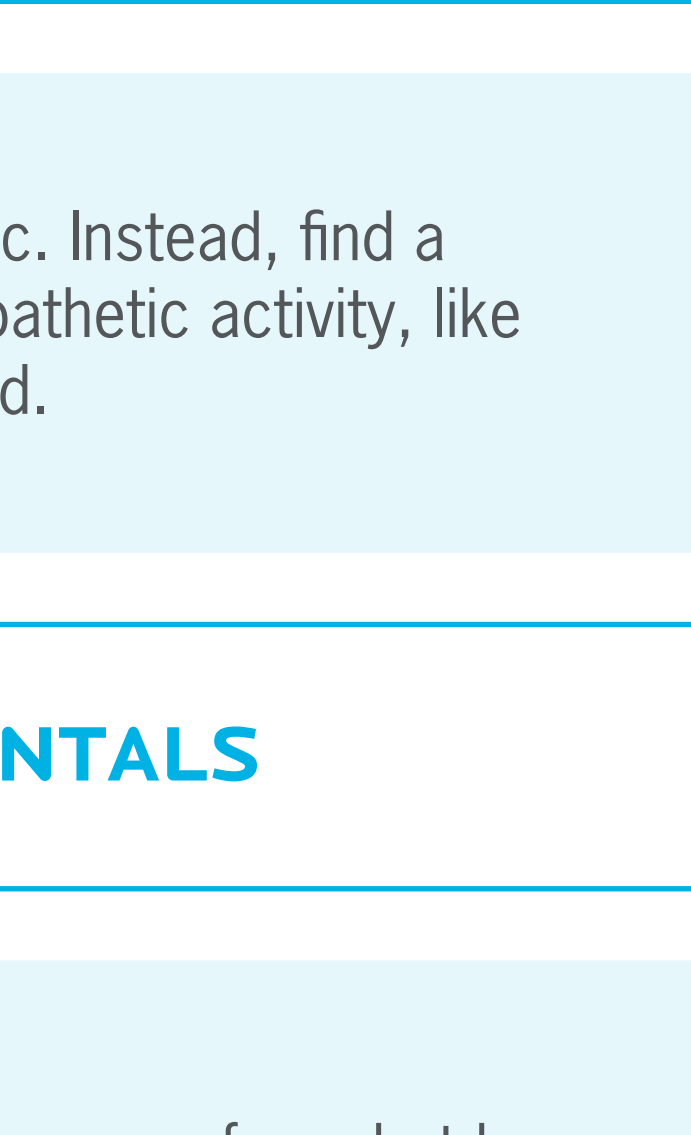 c. Instead, find a
pathetic activity, like
d.
NTALS